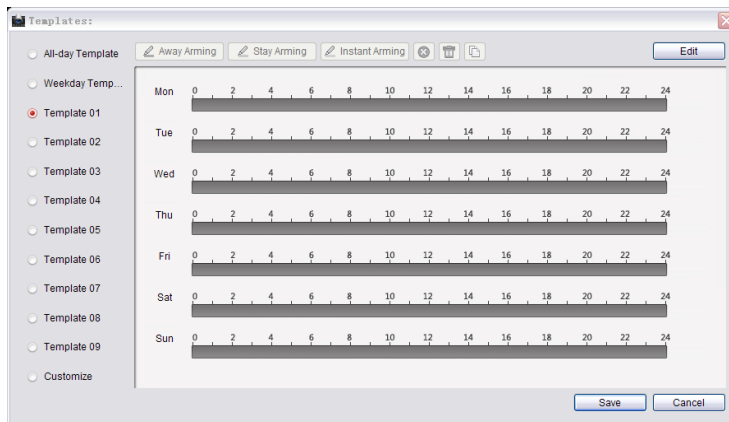 Templates:
All-day Template
Away Arming Stay Arming Instant Arming Edit
Weekday Temp...
Template 01
Template 02
Template 03
Template 04
Template 05
Template 06
Template 07
Template 08
Template 09
Customize
Mon 0 2 4 6 8 10 12 14 16 18 20 22 24
Tue 0 2 4 6 8 10 12 14 16 18 20 22 24
Wed 0 2 4 6 8 10 12 14 16 18 20 22 24
Thu 0 2 4 6 8 10 12 14 16 18 20 22 24
Fri 0 2 4 6 8 10 12 14 16 18 20 22 24
Sat 0 2 4 6 8 10 12 14 16 18 20 22 24
Sun 0 2 4 6 8 10 12 14 16 18 20 22 24
Save Cancel